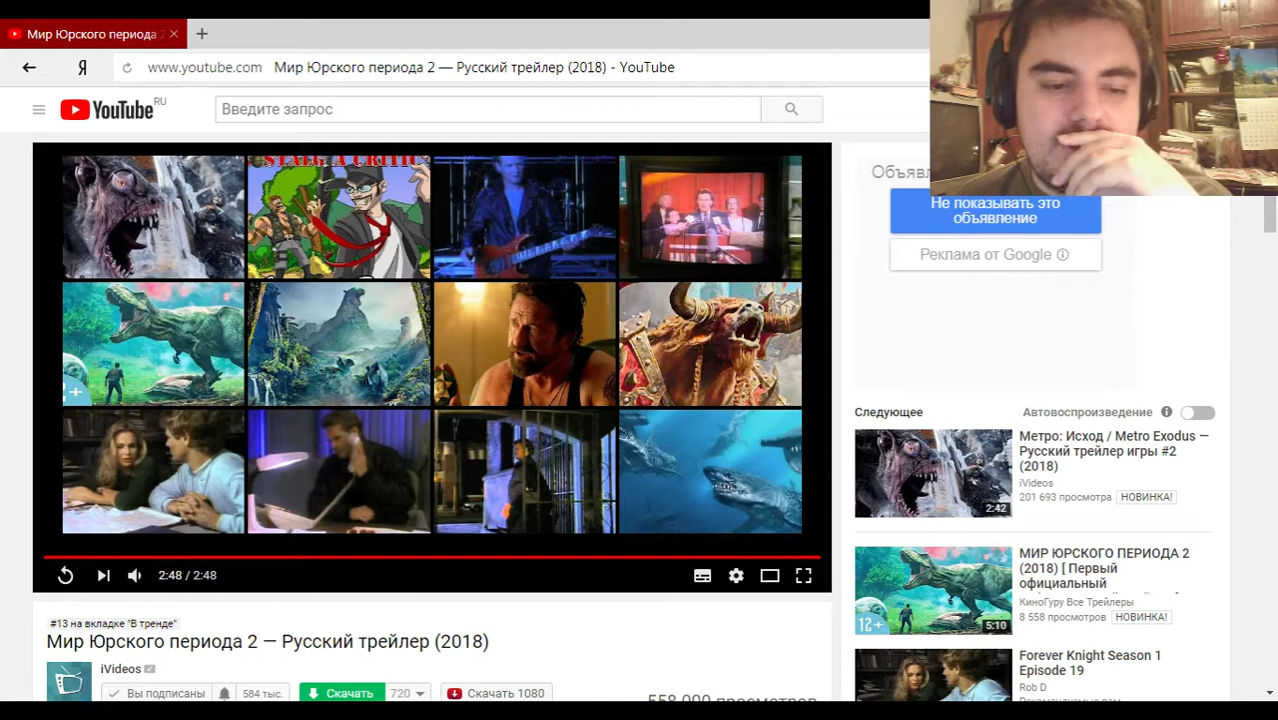 Мир Юрского периода 2
www.youtube.com Мир Юрского периода 2 — Русский трейлер (2018) - YouTube
YouTube RU
Введите запрос
Не показывать это
объявление
Реклама от Google
CRITIC
2:48 / 2:48
Следующее
Автовоспроизведение
Метро: Исход / Metro Exodus —
Русский трейлер игры #2
(2018)
iVideos
201 693 просмотра НОВИНКА!
2:42
МИР ЮРСКОГО ПЕРИОДА 2
(2018) [ Первый
официальный
КиноГуру Все Трейлеры
8 558 просмотров НОВИНКА!
12+
5:10
Forever Knight Season 1
Episode 19
Rob D
#13 на вкладке "В тренде"
Мир Юрского периода 2 — Русский трейлер (2018)
iVideos
Вы подписаны 584 тыс. Скачать 720 Скачать 1080